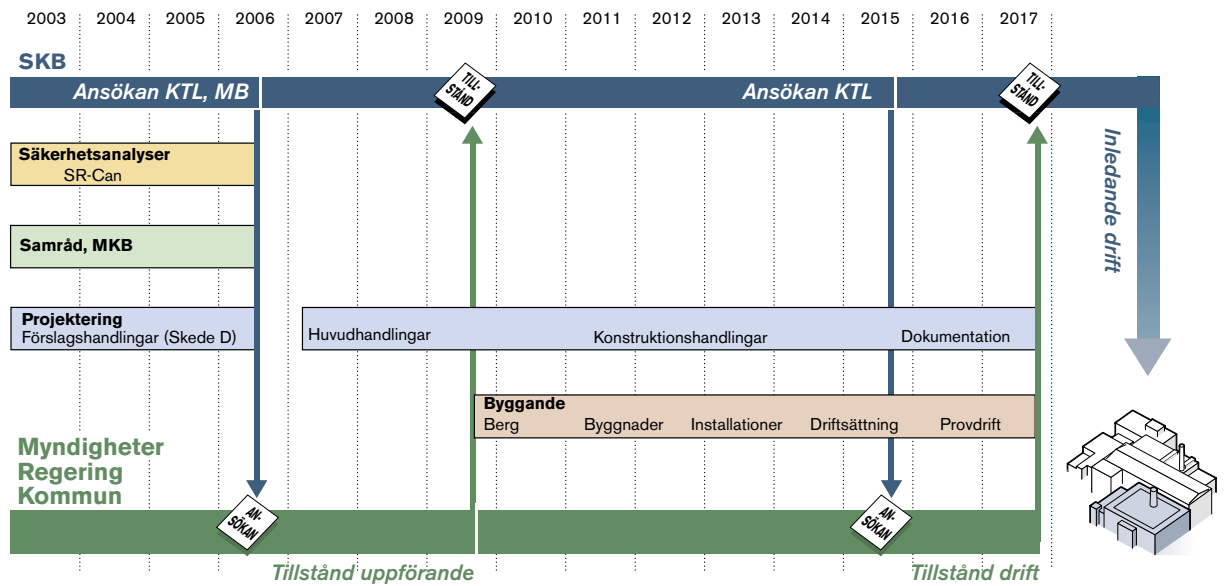 2003 2004 2005 2006 2007 2008 2009 2010 2011 2012 2013 2014 2015 2016 2017
SKB
Ansökan KTL, MB
TILL-
STÅND
Ansökan KTL
TILL-
STÅND
Inledande drift
Säkerhetsanalyser
SR-Can
Samråd, MKB
Projektering
Förslagshandlingar (Skede D)
Huvudhandlingar
Konstruktionshandlingar
Dokumentation
Byggande
Berg Byggnader Installationer Driftsättning Provdrift
Myndigheter
Regering
Kommun
AN-
SÖKAN
AN-
SÖKAN
Tillstånd uppförande
Tillstånd drift